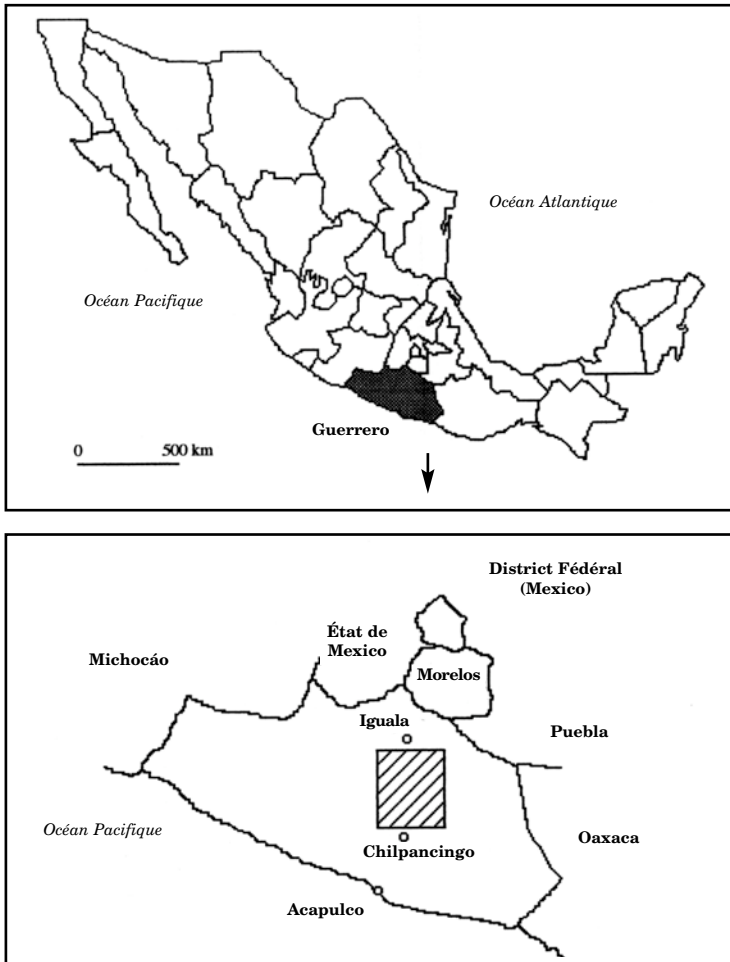 Océan Atlantique
Océan Pacifique
Guerrero
0 500 km
District Fédéral
(Mexico)
État de
Mexico
Michocáo
Morelos
Iguala
Puebla
Océan Pacifique
Oaxaca
Chilpancingo
Acapulco